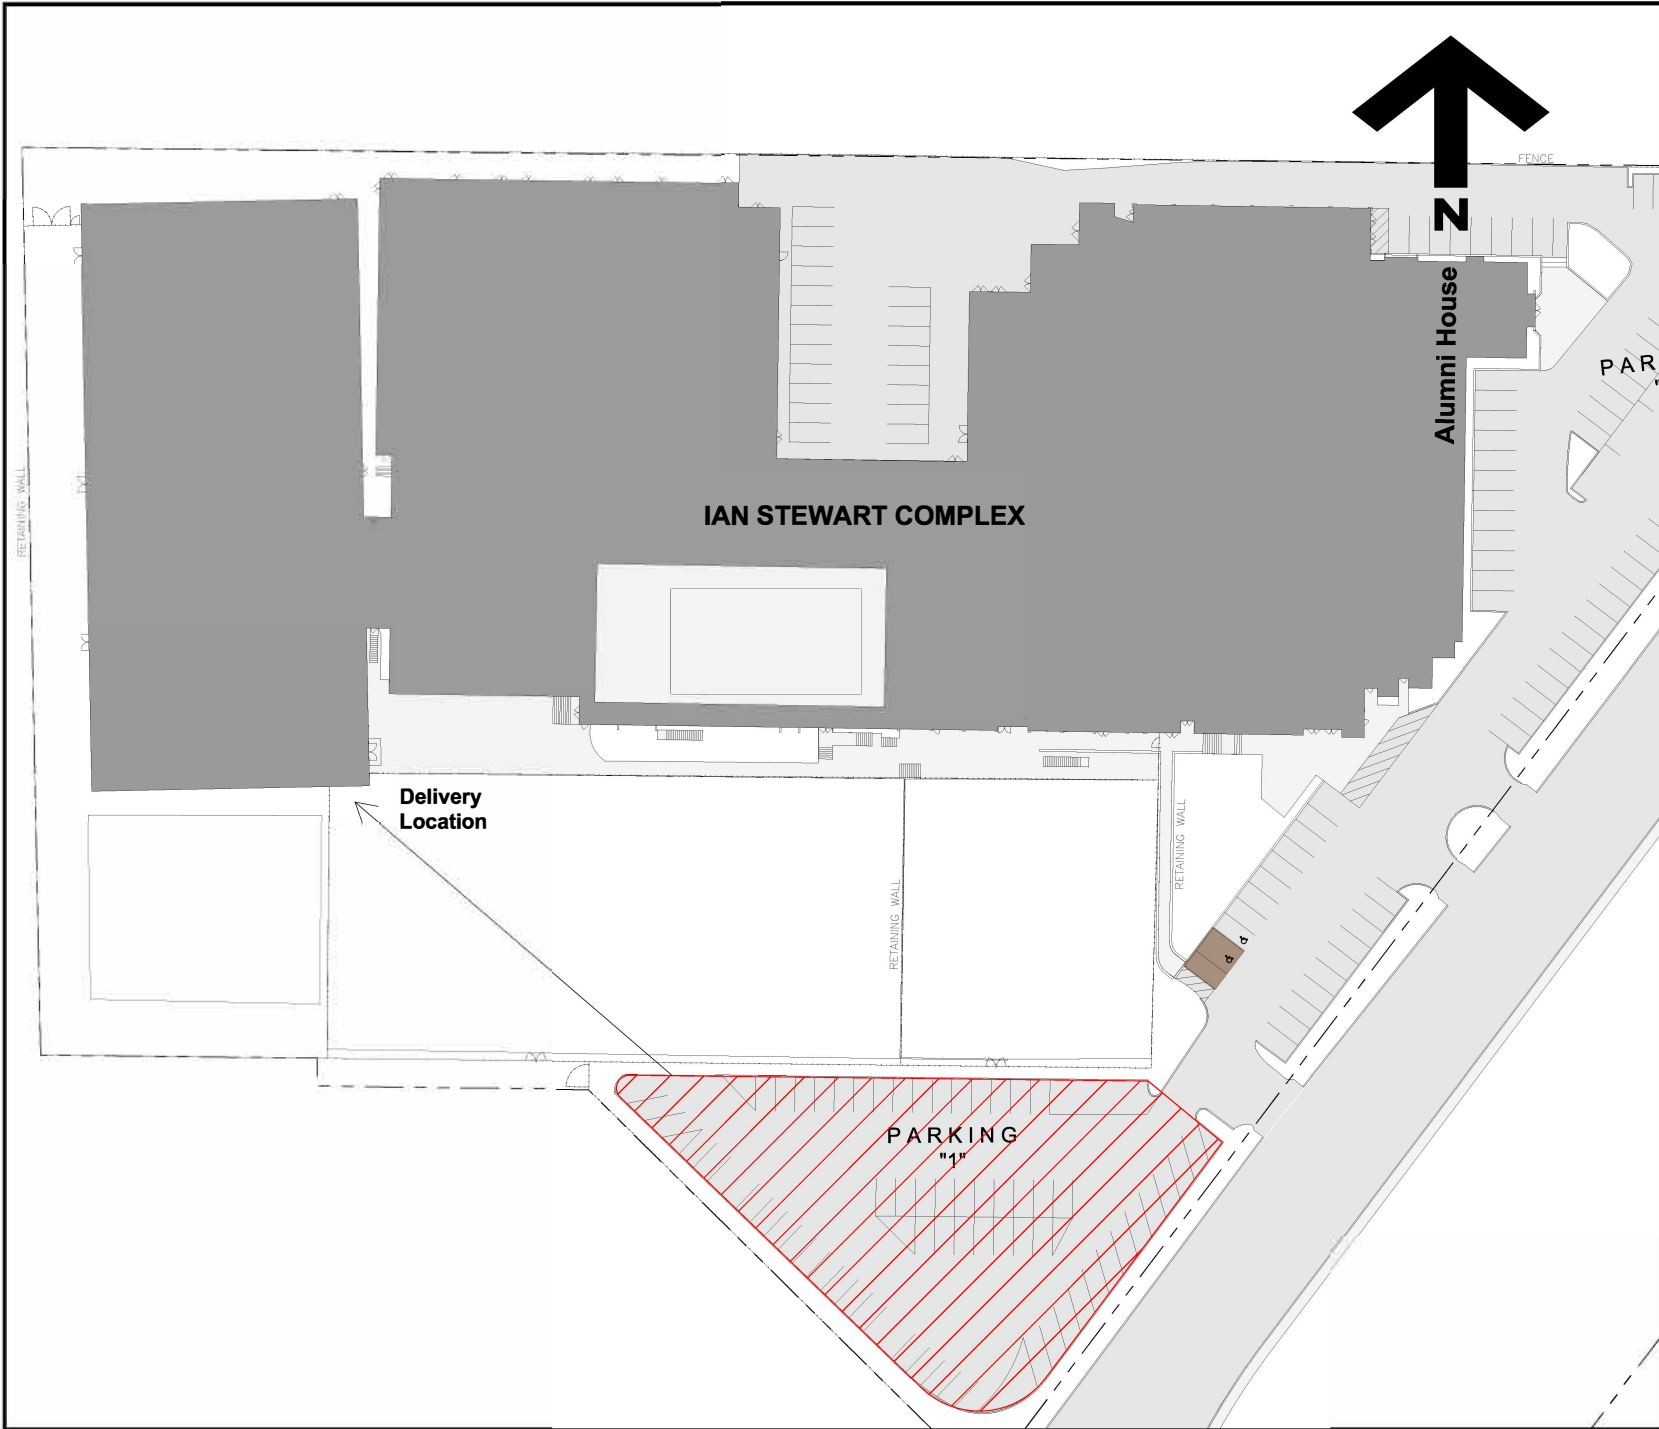 FENCE
N
Alumni House
PAR
"
RETAINING WALL
IAN STEWART COMPLEX
Delivery
Location
RETAINING WALL
RETAINING WALL
PARKING
"1"